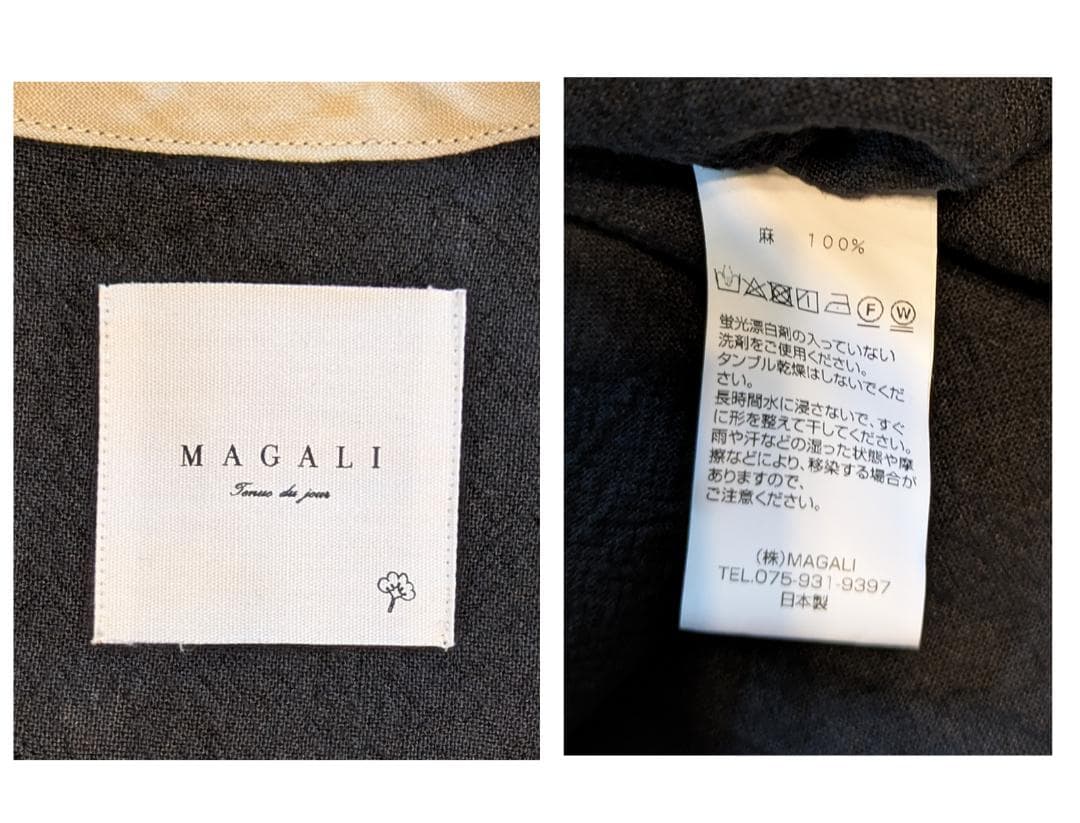 MAGALI
Tenue du jour
麻 100%
F W
蛍光漂白剤の入っていない
洗剤をご使用ください。
タンブル乾燥はしないでくだ
さい。
長時間水に浸さないで、すぐ
に形を整えて干してください。
雨や汗などの湿った状態や摩
擦などにより、移染する場合が
ありますので、
ご注意ください。
(株)MAGALI
TEL.075-931-9397
日本製